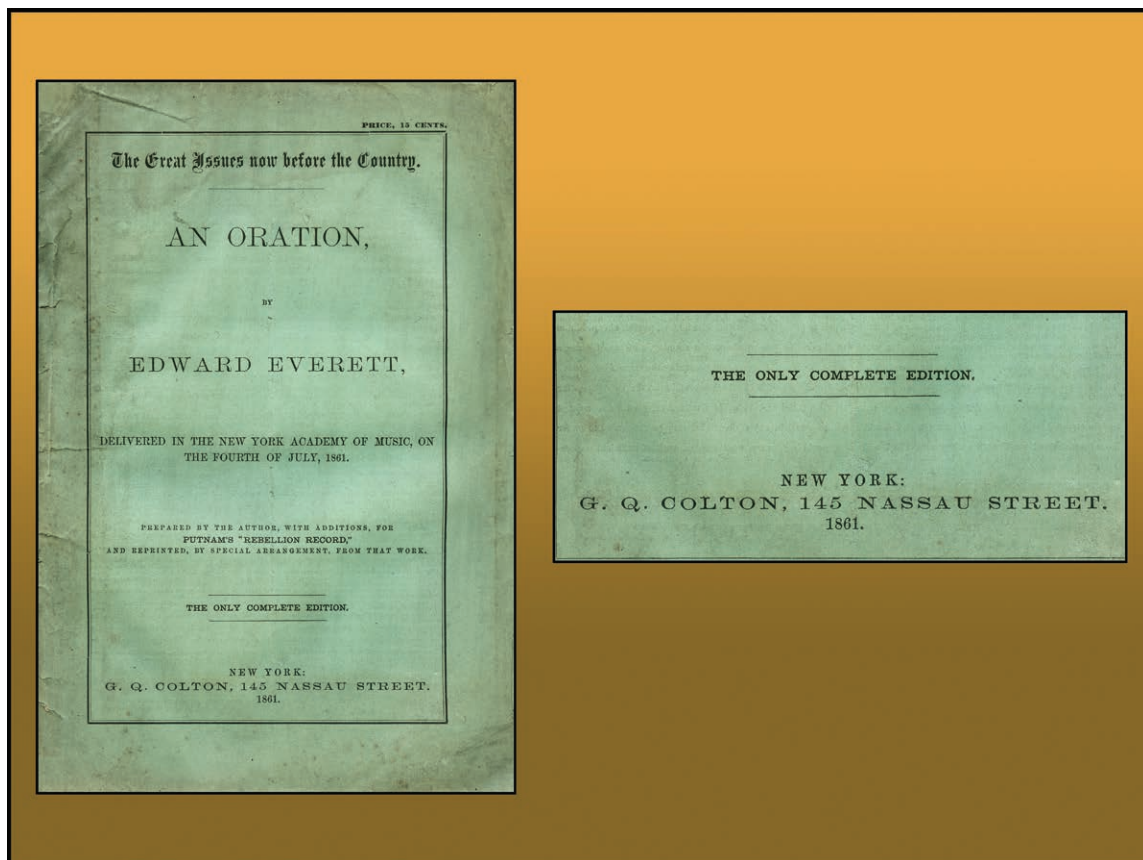 PRICE, 15 CENTS.
The Great Issues now before the Country.
AN ORATION,
BY
EDWARD EVERETT,
DELIVERED IN THE NEW YORK ACADEMY OF MUSIC, ON
THE FOURTH OF JULY, 1861.
PREPARED BY THE AUTHOR, WITH ADDITIONS, FOR
PUTNAM'S "REBELLION RECORD,"
AND REPRINTED, BY SPECIAL ARRANGEMENT, FROM THAT WORK.
THE ONLY COMPLETE EDITION.
NEW YORK:
G. Q. COLTON, 145 NASSAU STREET.
1861.
THE ONLY COMPLETE EDITION.
NEW YORK:
G. Q. COLTON, 145 NASSAU STREET.
1861.